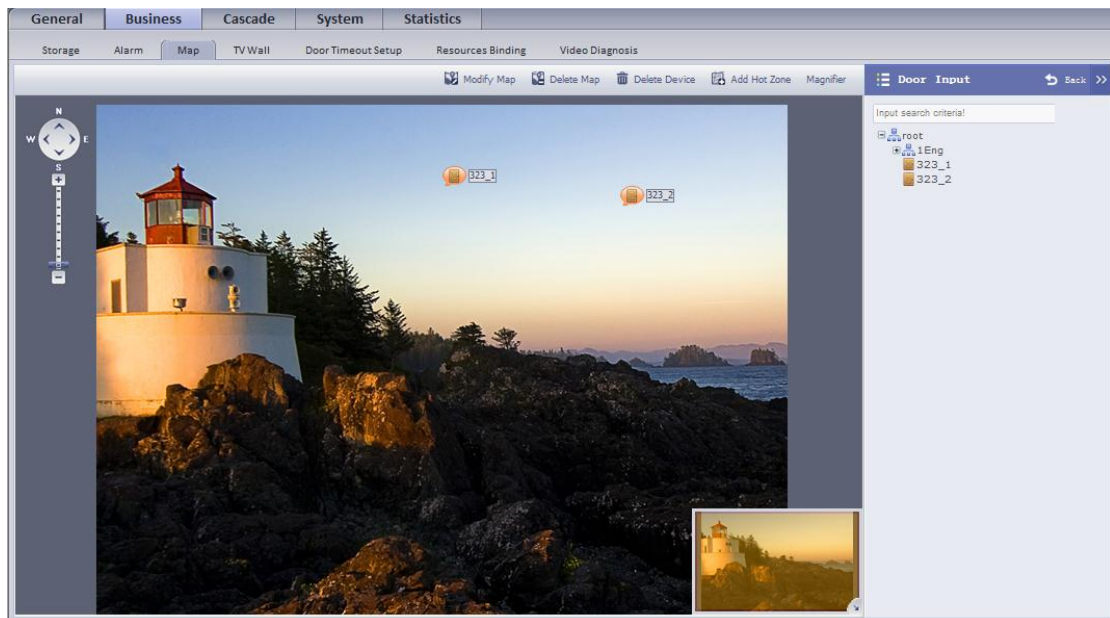 General Business Cascade System Statistics
Storage Alarm Map TV Wall Door Timeout Setup Resources Binding Video Diagnosis
Modify Map Delete Map Delete Device Add Hot Zone Magnifier
Door Input Back
Input search criteria!
root
1Eng
323_1
323_2
N
W E
S
323_1
323_2